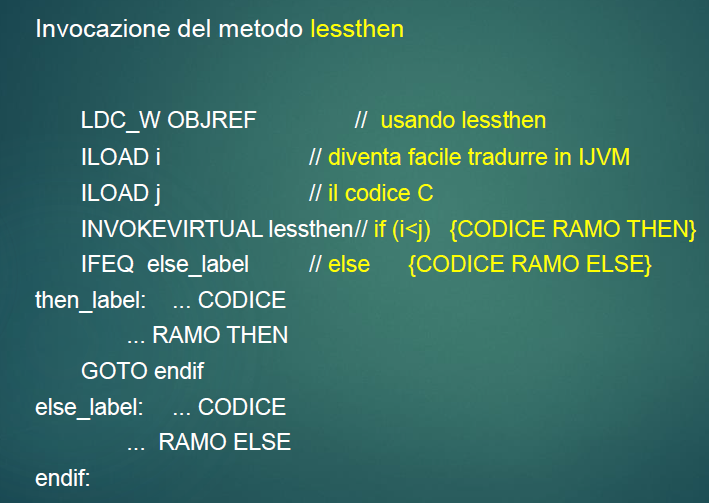 Invocazione del metodo lessthen
LDC_W OBJREF // usando lessthen
ILOAD i // diventa facile tradurre in IJVM
ILOAD j // il codice C
INVOKEVIRTUAL lessthen// if (i<j) {CODICE RAMO THEN}
IFEQ else_label // else {CODICE RAMO ELSE}
then_label: ... CODICE
... RAMO THEN
GOTO endif
else_label: ... CODICE
... RAMO ELSE
endif: